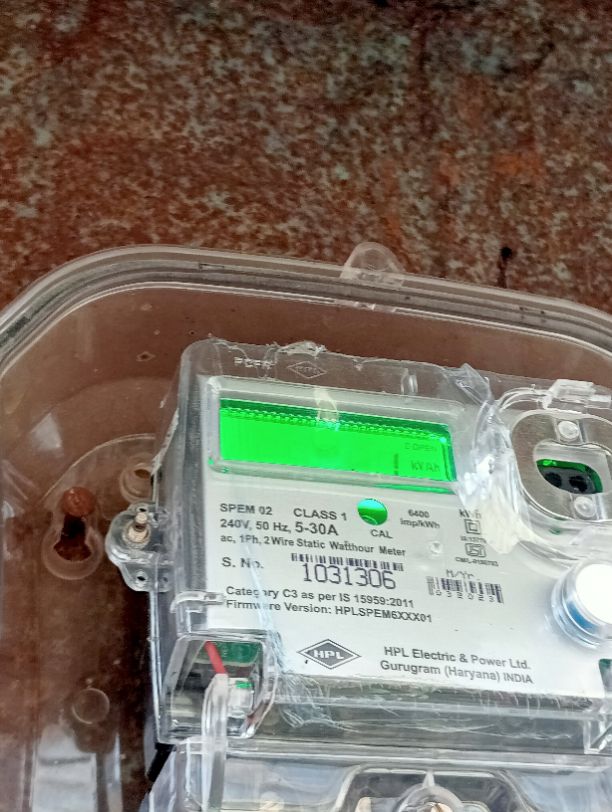 C OPEN
kVAh
SPEM 02 CLASS 1 6400 kWh
240V, 50 Hz, 5-30A CAL imp/kWh
ac, 1Ph, 2 Wire Static Watthour Meter
S. No. 1031306
M/Yr.
Category C3 as per IS 15959:2011
Firmware Version: HPLSPEM6XXX01
HPL
HPL Electric & Power Ltd.
Gurugram (Haryana) INDIA